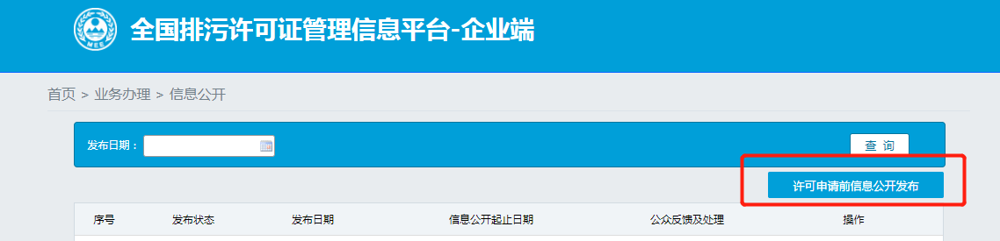 MEE
全国排污许可证管理信息平台-企业端
首页 > 业务办理 > 信息公开
发布日期：
查 询
许可申请前信息公开发布
序号 发布状态 发布日期 信息公开起止日期 公众反馈及处理 操作